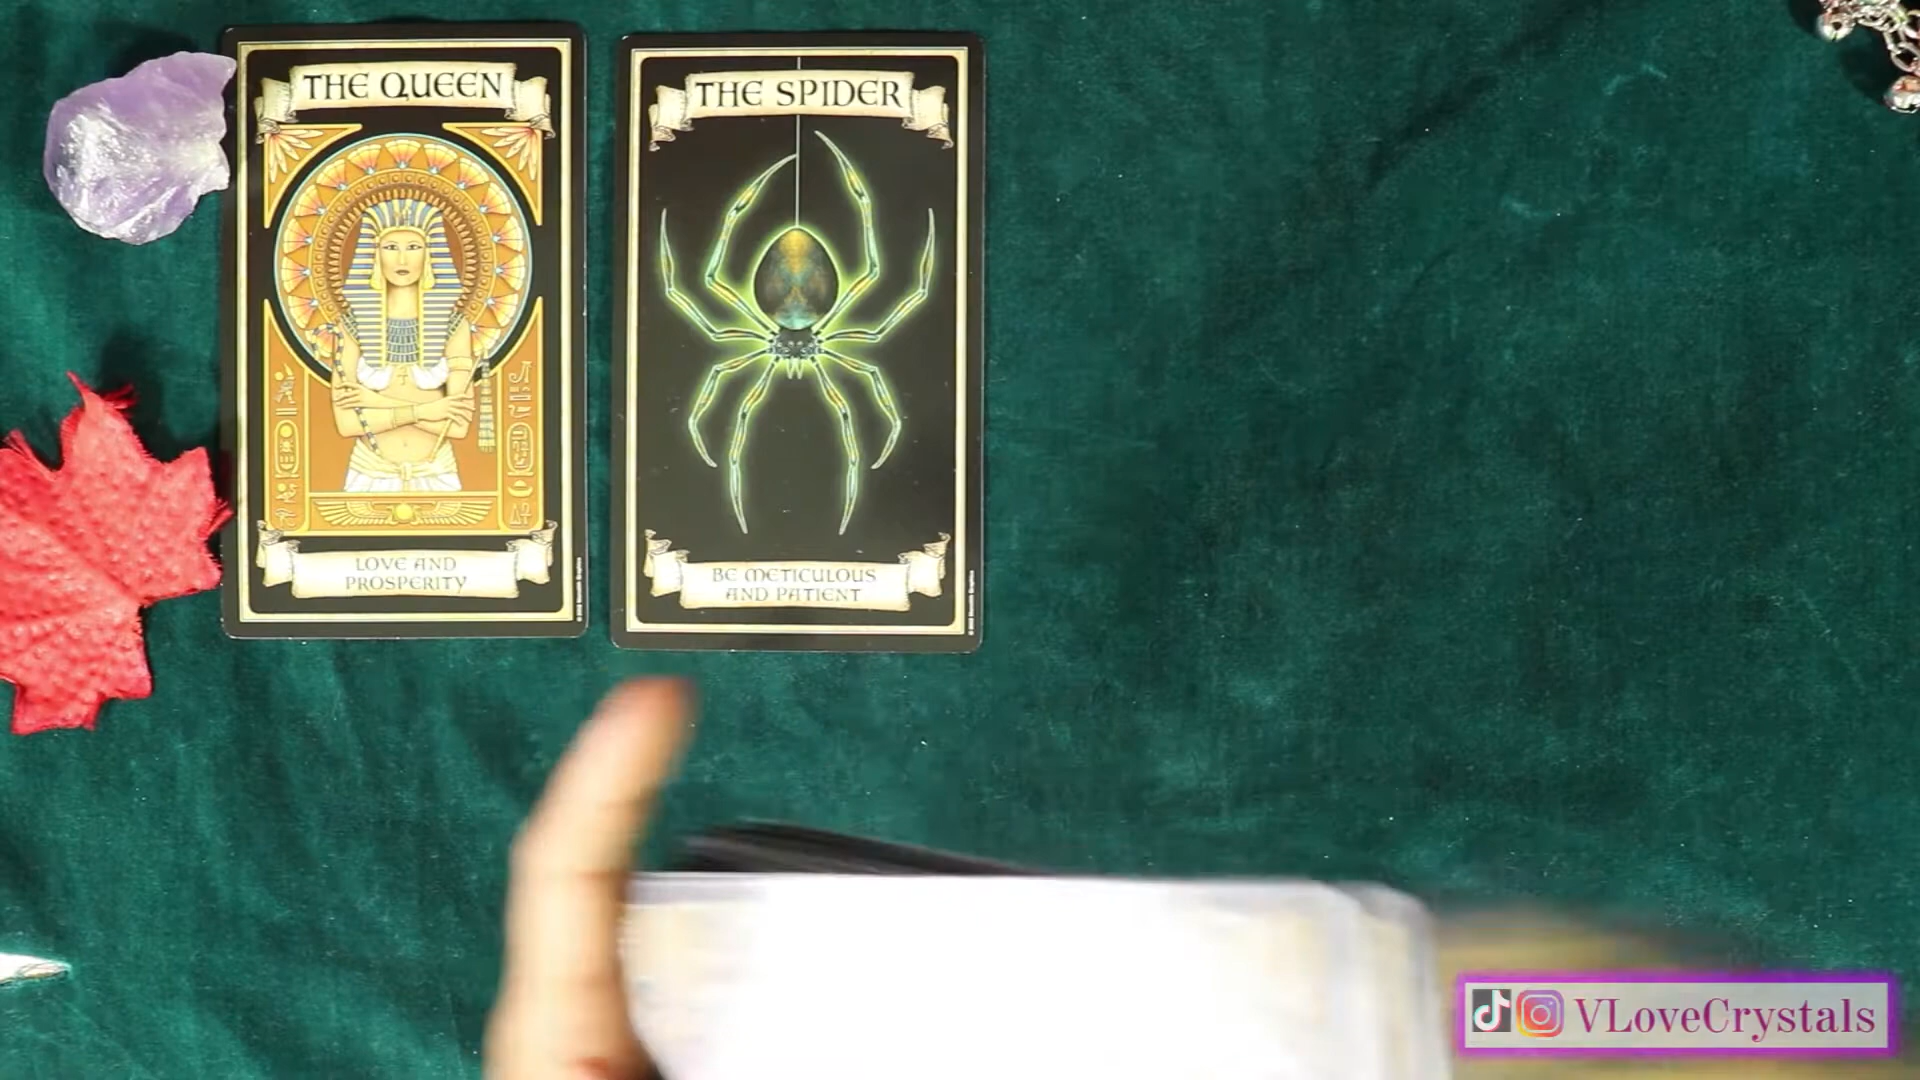 THE QUEEN
LOVE AND
PROSPERITY
THE SPIDER
BE METICULOUS
AND PATIENT
VLoveCrystals